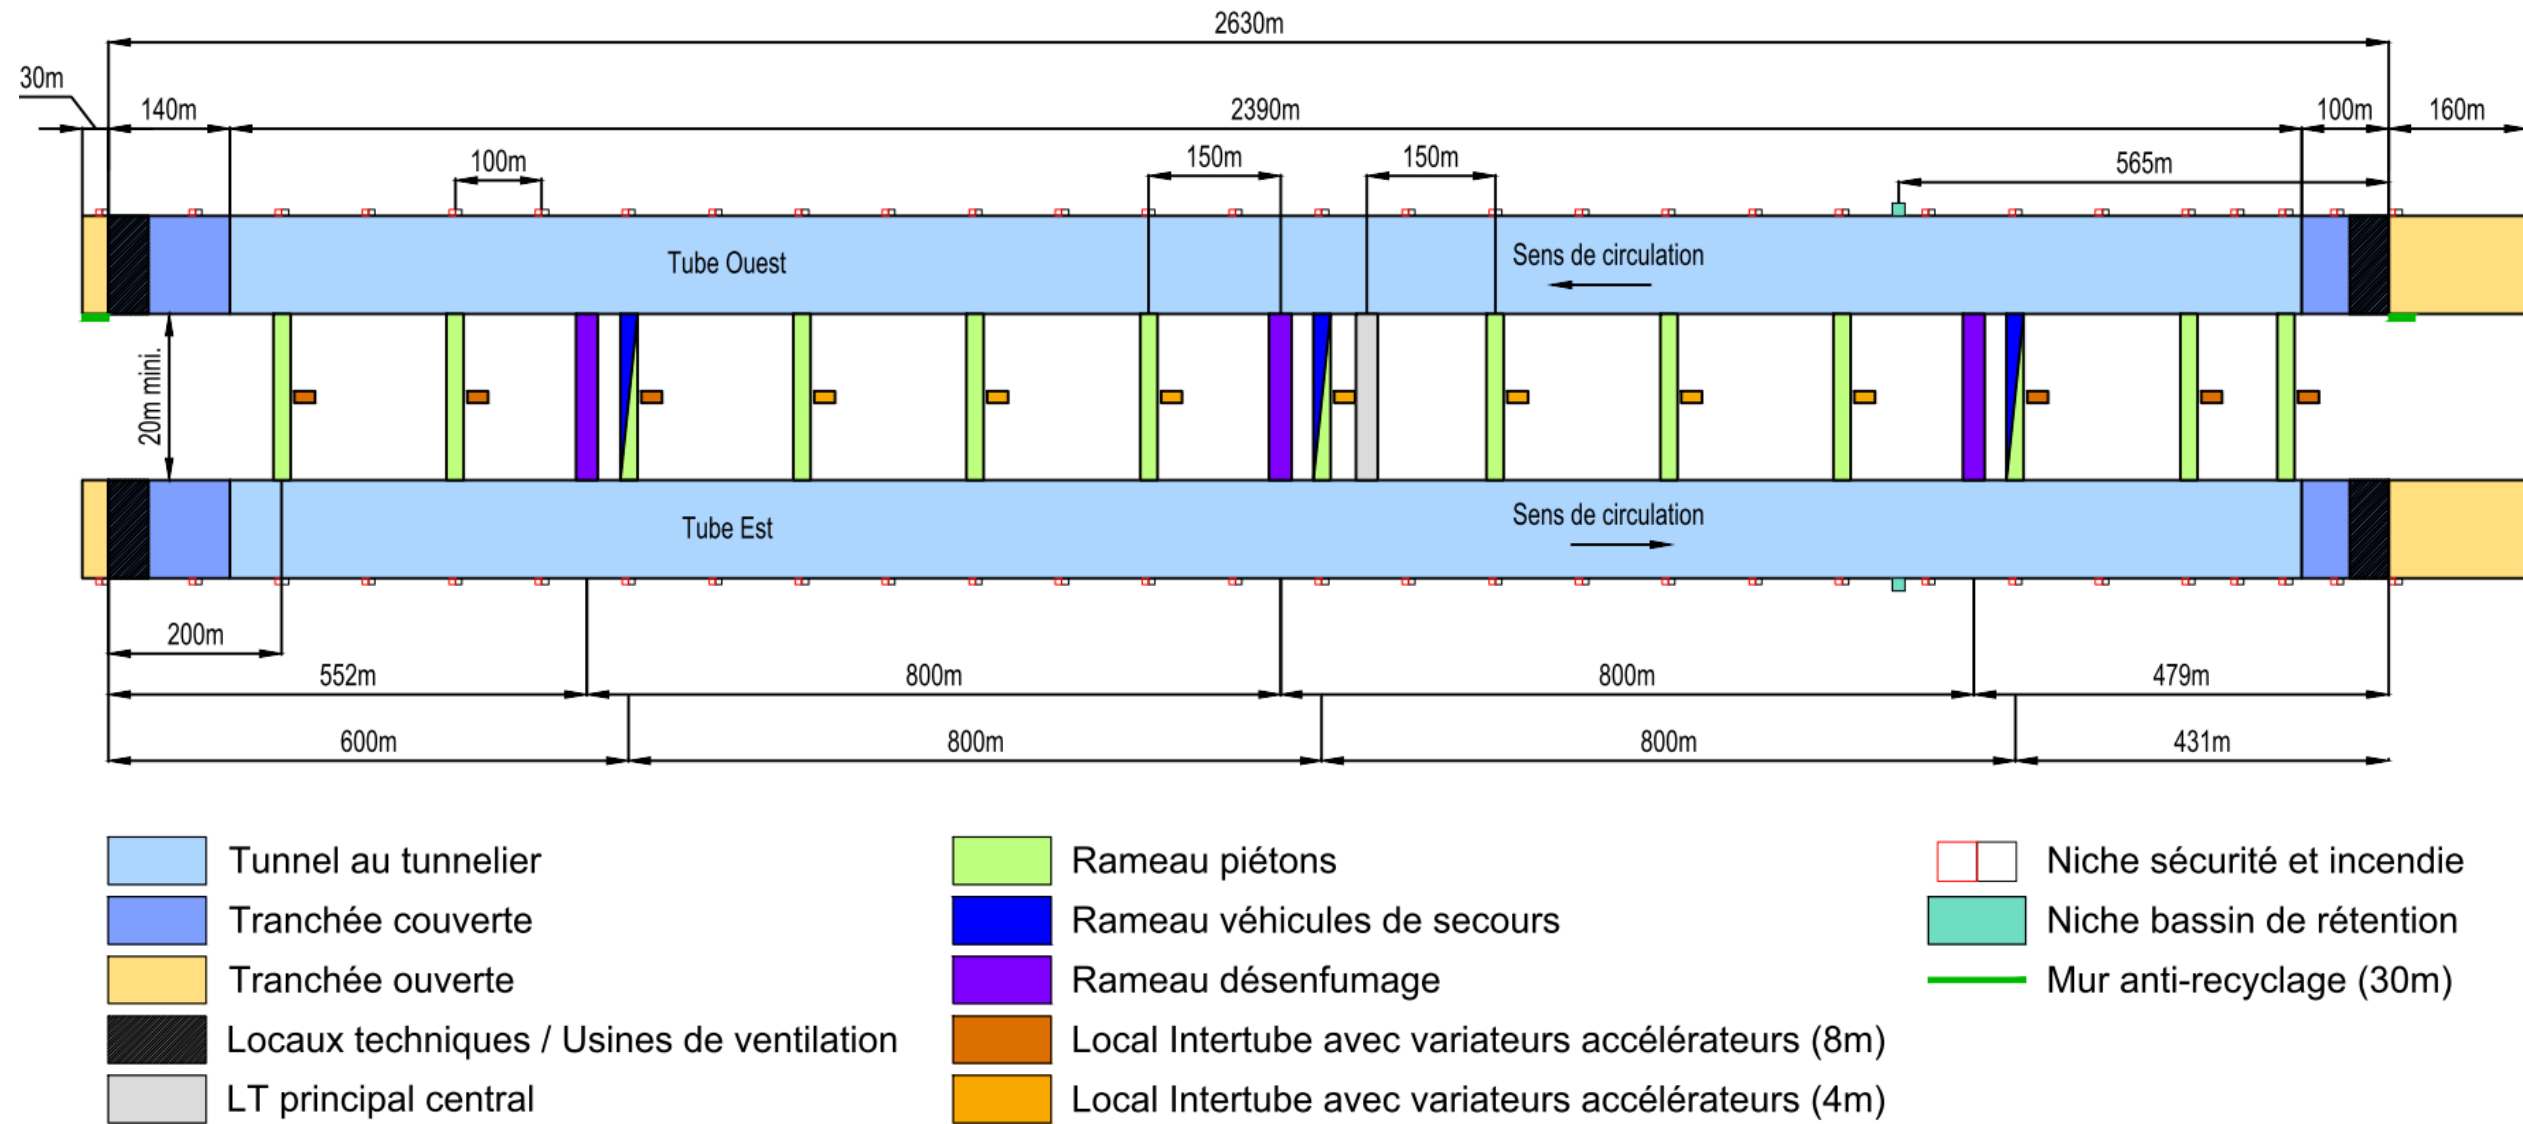 2630m
30m
140m
2390m
100m
160m
100m
150m
150m
565m
Tube Ouest
Sens de circulation
20m mini.
Tube Est
Sens de circulation
200m
552m
800m
800m
479m
600m
800m
800m
431m
Tunnel au tunnelier
Tranchée couverte
Tranchée ouverte
Locaux techniques / Usines de ventilation
LT principal central
Rameau piétons
Rameau véhicules de secours
Rameau désenfumage
Local Intertube avec variateurs accélérateurs (8m)
Local Intertube avec variateurs accélérateurs (4m)
Niche sécurité et incendie
Niche bassin de rétention
Mur anti-recyclage (30m)